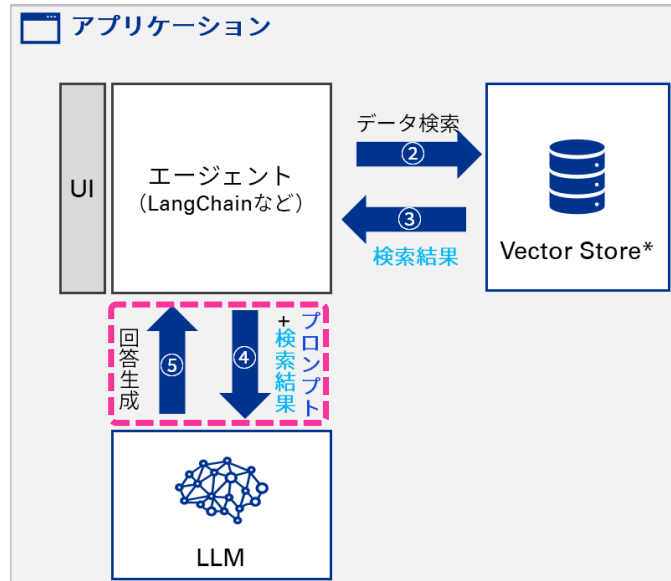 アプリケーション
UI
エージェント
（LangChainなど）
データ検索
②
③
検索結果
Vector Store*
回答生成
⑤
④
プロンプト
+検索結果
LLM